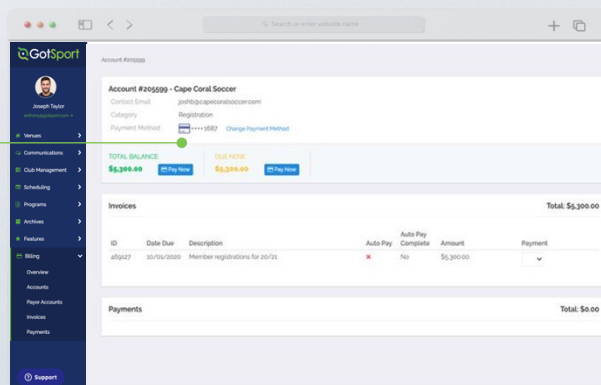 Search or enter website name
GotSport
Joseph Taylor
Venues
Communications
Club Management
Scheduling
Programs
Archives
Features
Billing
Overview
Accounts
Payor Accounts
Invoices
Payments
Support
Account #205599
Account #205599 - Cape Coral Soccer
Contact Email joshb@capecoralsoccer.com
Category Registration
Payment Method ••••1687 Change Payment Method
TOTAL BALANCE DUE NOW
$5,300.00 Pay Now $5,300.00 Pay Now
Invoices Total: $5,300.00
ID Date Due Description Auto Pay Auto Pay Complete Amount Payment
469127 10/01/2020 Member registrations for 20/21 No $5,300.00
Payments Total: $0.00